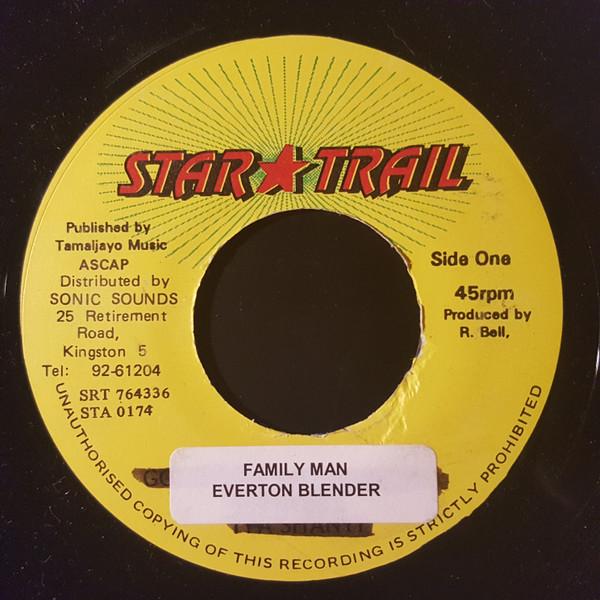 STAR TRAIL
Published by
Tamaljayo Music
ASCAP
Distributed by
SONIC SOUNDS
25 Retirement
Road,
Kingston 5
Tel: 92-61204
SRT 764336
STA 0174
Side One
45rpm
Produced by
R. Bell,
FAMILY MAN
EVERTON BLENDER
UNAUTHORISED COPYING OF THIS RECORDING IS STRICTLY PROHIBITED